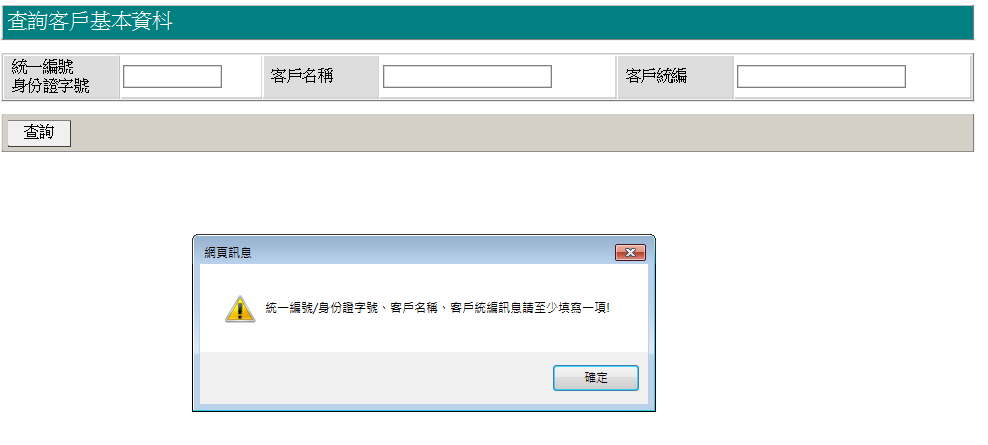 查詢客戶基本資料
統一編號
身份證字號
客戶名稱
客戶統編
查詢
網頁訊息
統一編號/身份證字號、客戶名稱、客戶統編訊息請至少填寫一項!
確定